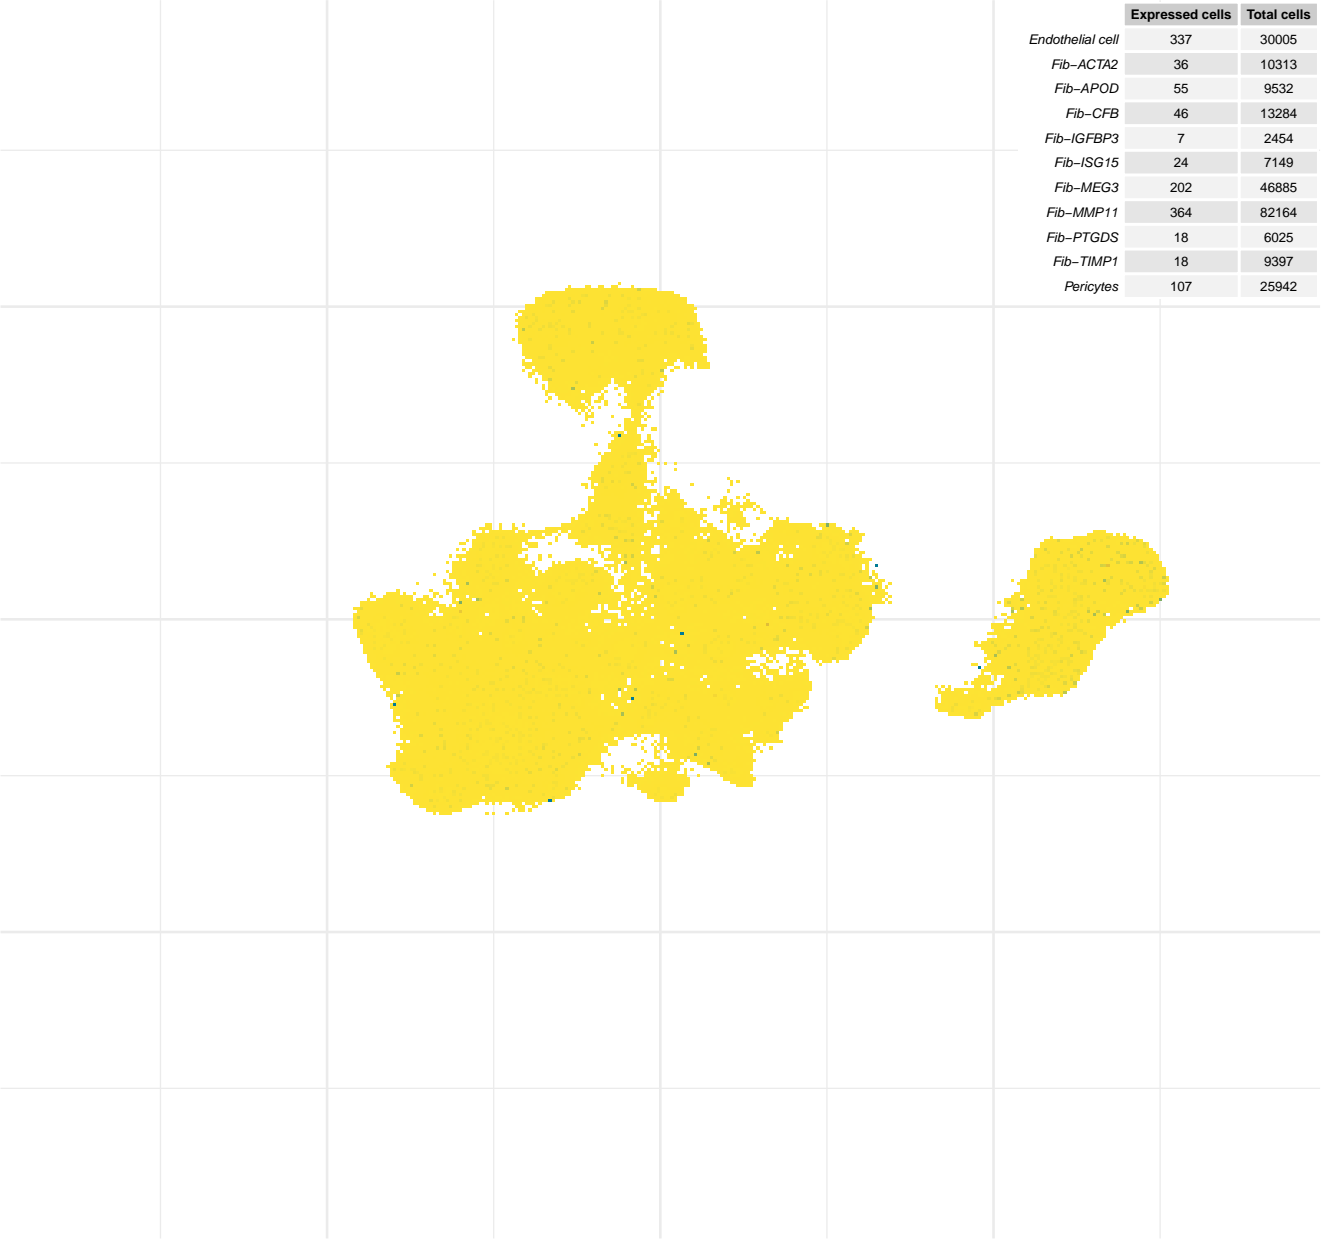 Expressed cells Total cells
Endothelial cell 337 30005
Fib−ACTA2 36 10313
Fib−APOD 55 9532
Fib−CFB 46 13284
Fib−IGFBP3 7 2454
Fib−ISG15 24 7149
Fib−MEG3 202 46885
Fib−MMP11 364 82164
Fib−PTGDS 18 6025
Fib−TIMP1 18 9397
Pericytes 107 25942